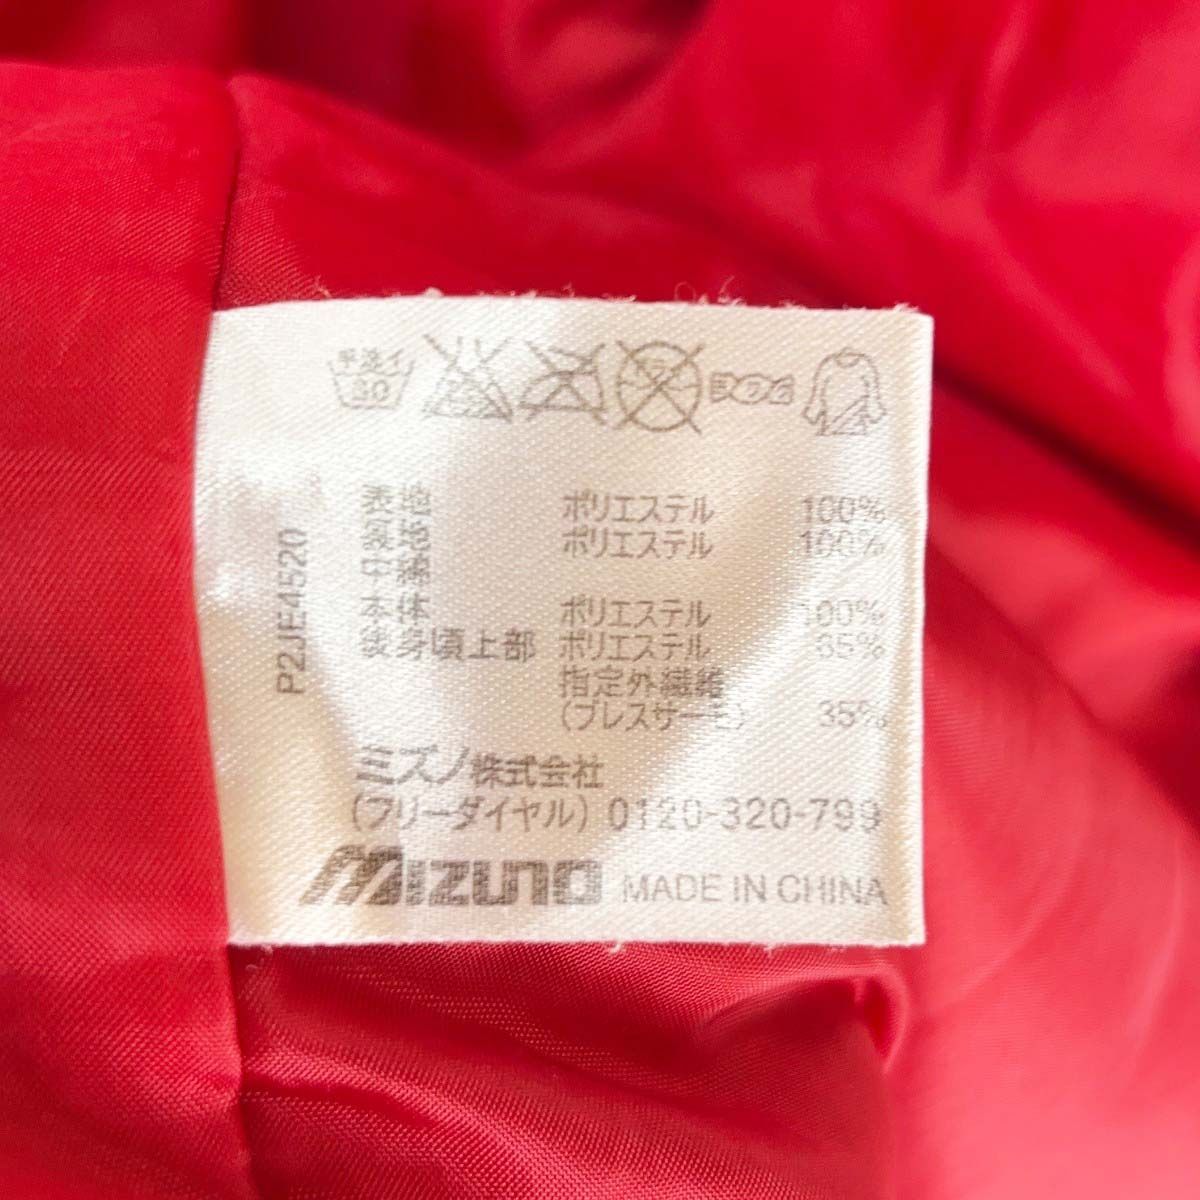 手洗イ
30
表地 ポリエステル 100%
裏地 ポリエステル 100%
中綿
本体 ポリエステル 100%
後身頃上部 ポリエステル 65%
指定外繊維
(ブレスサーモ) 35%
ミズノ株式会社
(フリーダイヤル) 0120-320-799
MIZUNO MADE IN CHINA
P2JE4520